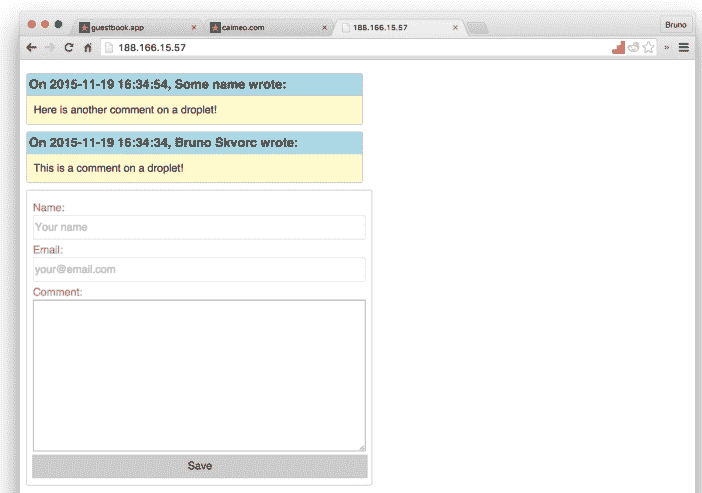 guestbook.app
caimeo.com
188.166.15.57
Bruno
188.166.15.57
On 2015-11-19 16:34:54, Some name wrote:
Here is another comment on a droplet!
On 2015-11-19 16:34:34, Bruno Skvorc wrote:
This is a comment on a droplet!
Name:
Your name
Email:
your@email.com
Comment:
Save